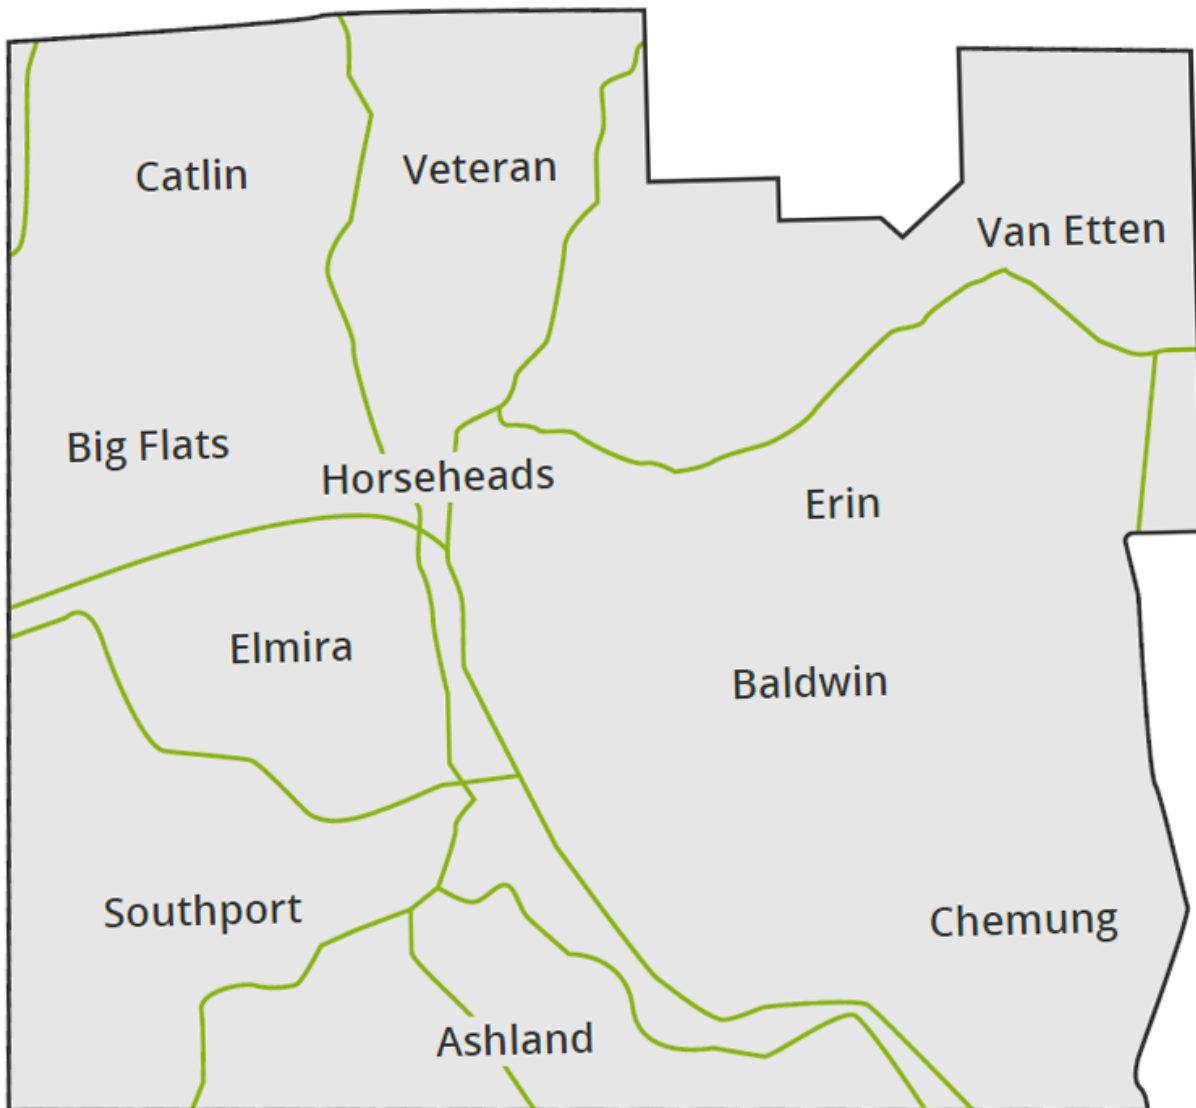 Catlin
Veteran
Van Etten
Big Flats
Horseheads
Erin
Elmira
Baldwin
Southport
Chemung
Ashland